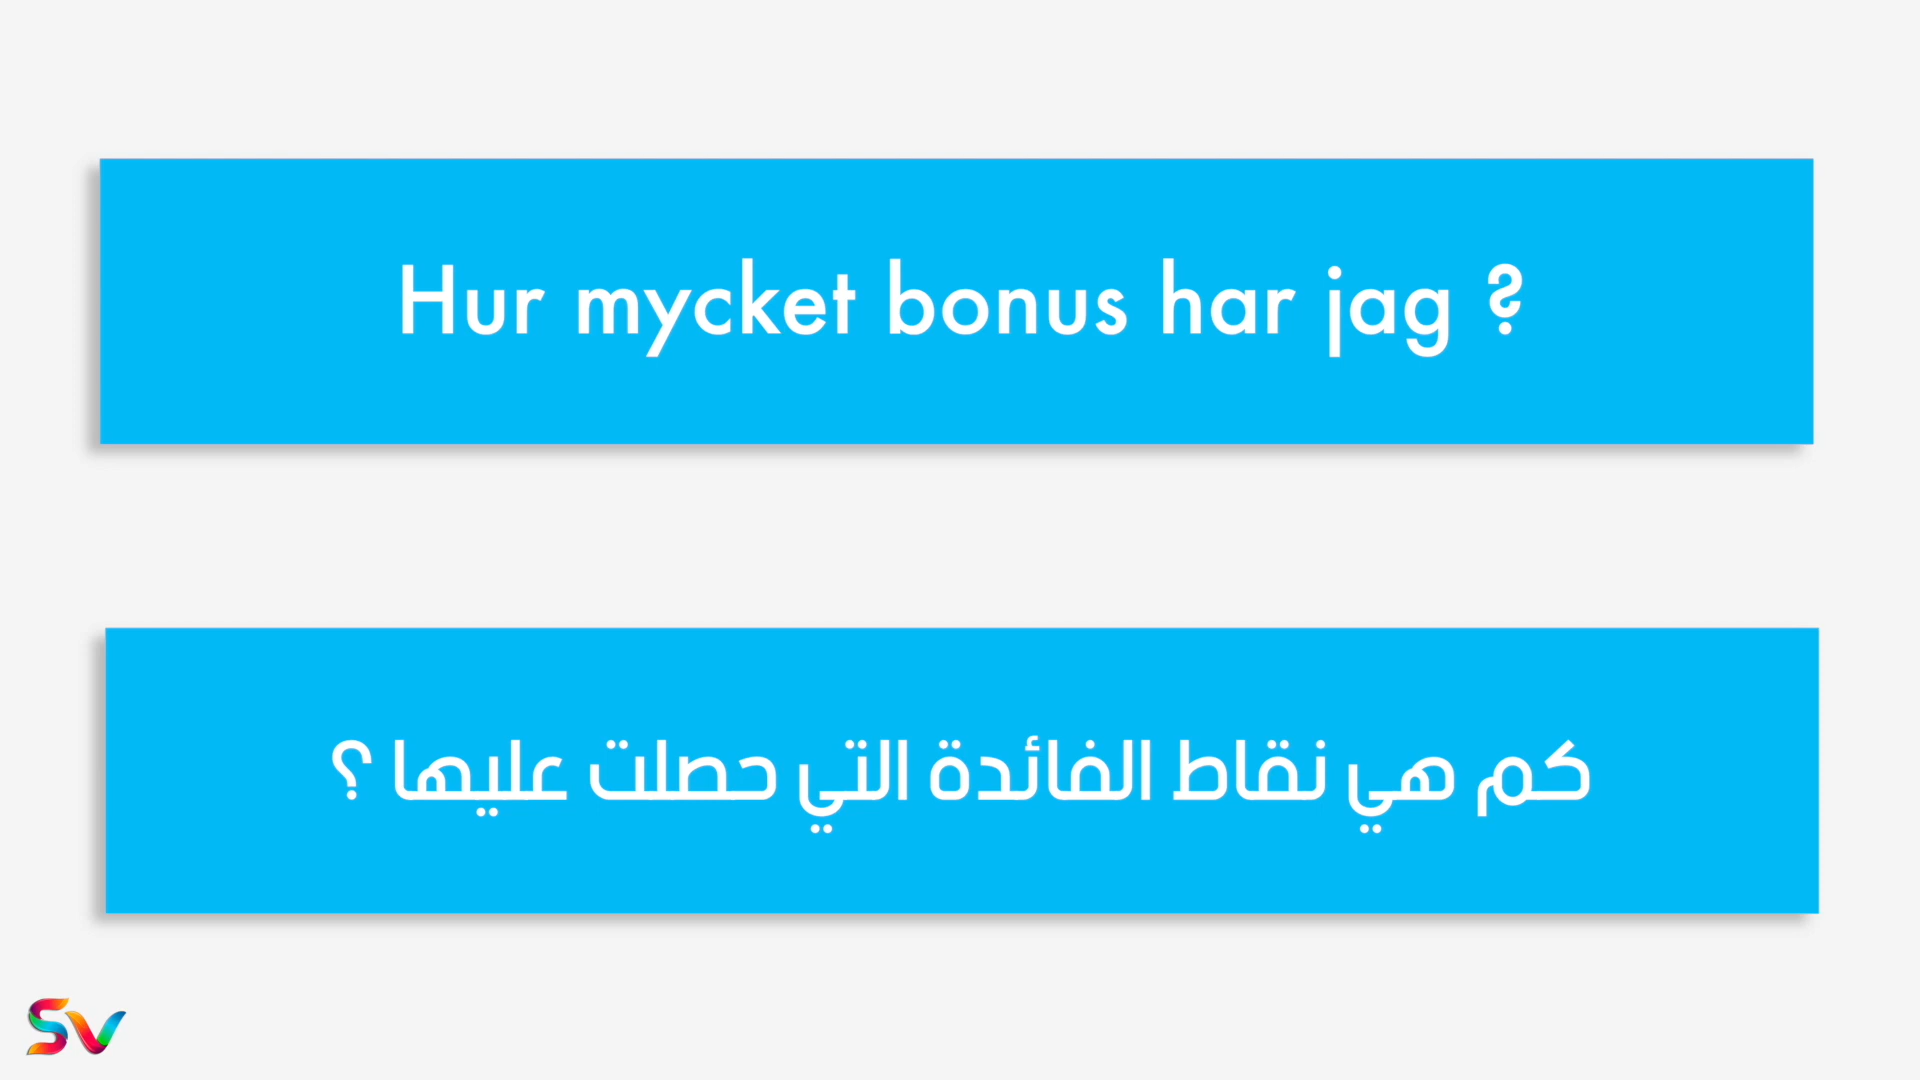 Hur mycket bonus har jag ?
كم هي نقاط الفائدة التي حصلت عليها ؟
SV